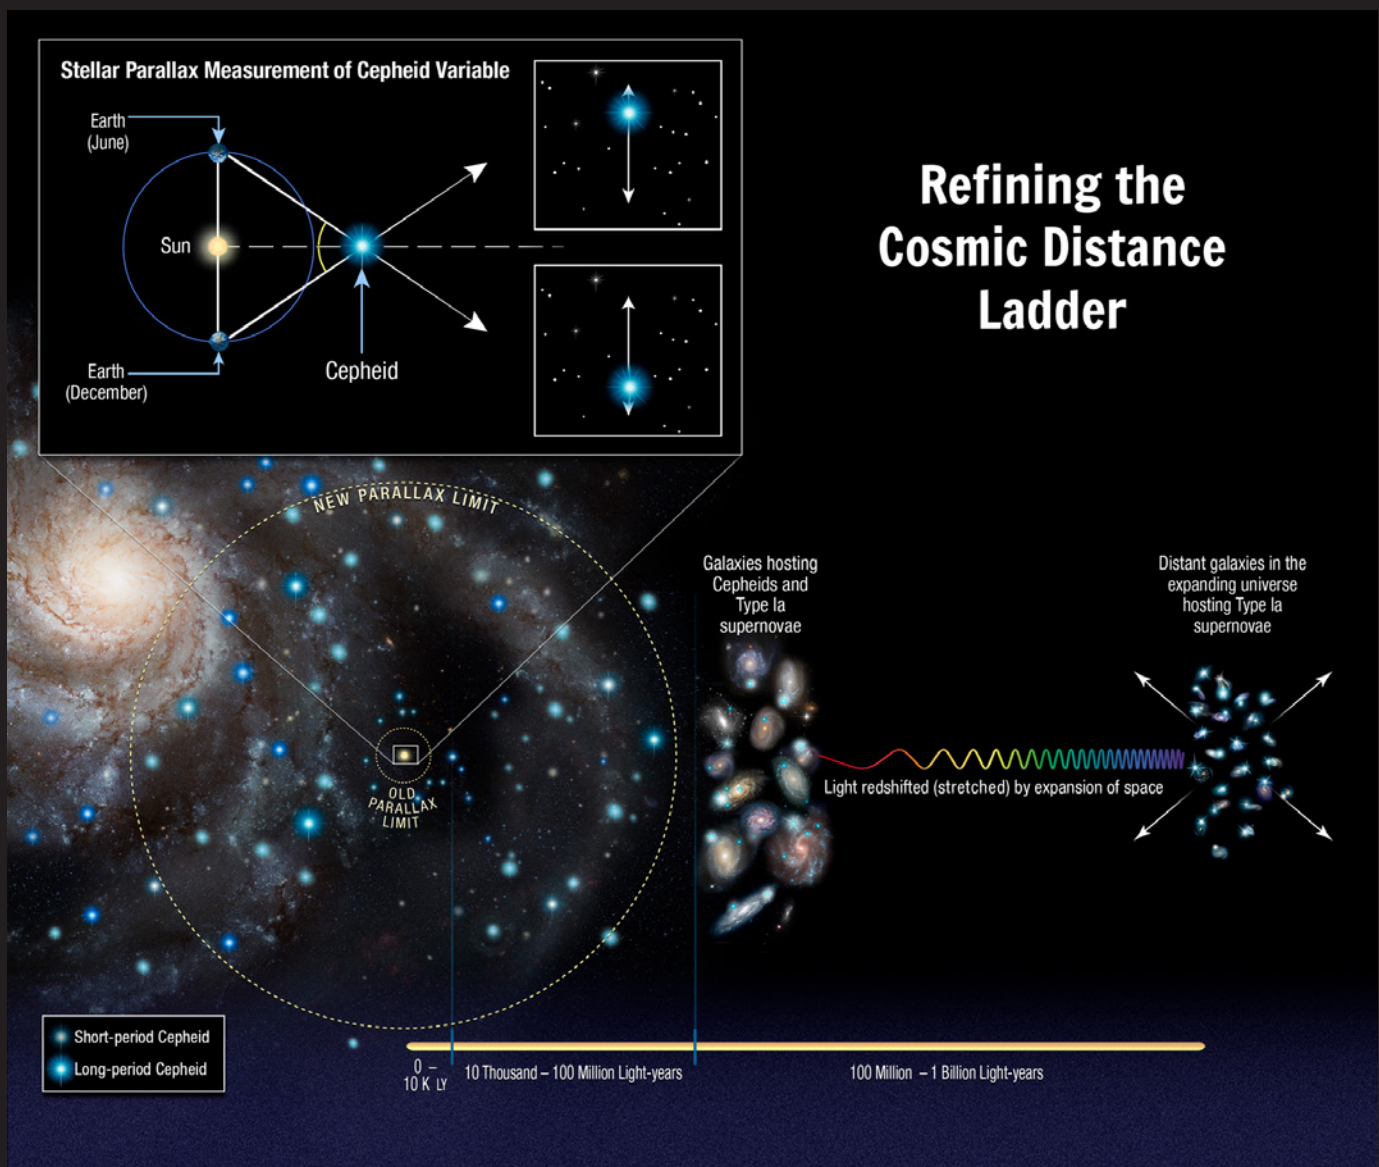 Stellar Parallax Measurement of Cepheid Variable
Earth
(June)
Sun
Earth
(December)
Cepheid
Refining the
Cosmic Distance
Ladder
NEW PARALLAX LIMIT
OLD
PARALLAX
LIMIT
Galaxies hosting
Cepheids and
Type Ia
supernovae
Distant galaxies in the
expanding universe
hosting Type Ia
supernovae
Light redshifted (stretched) by expansion of space
Short-period Cepheid
Long-period Cepheid
0 –
10 K LY
10 Thousand – 100 Million Light-years
100 Million – 1 Billion Light-years